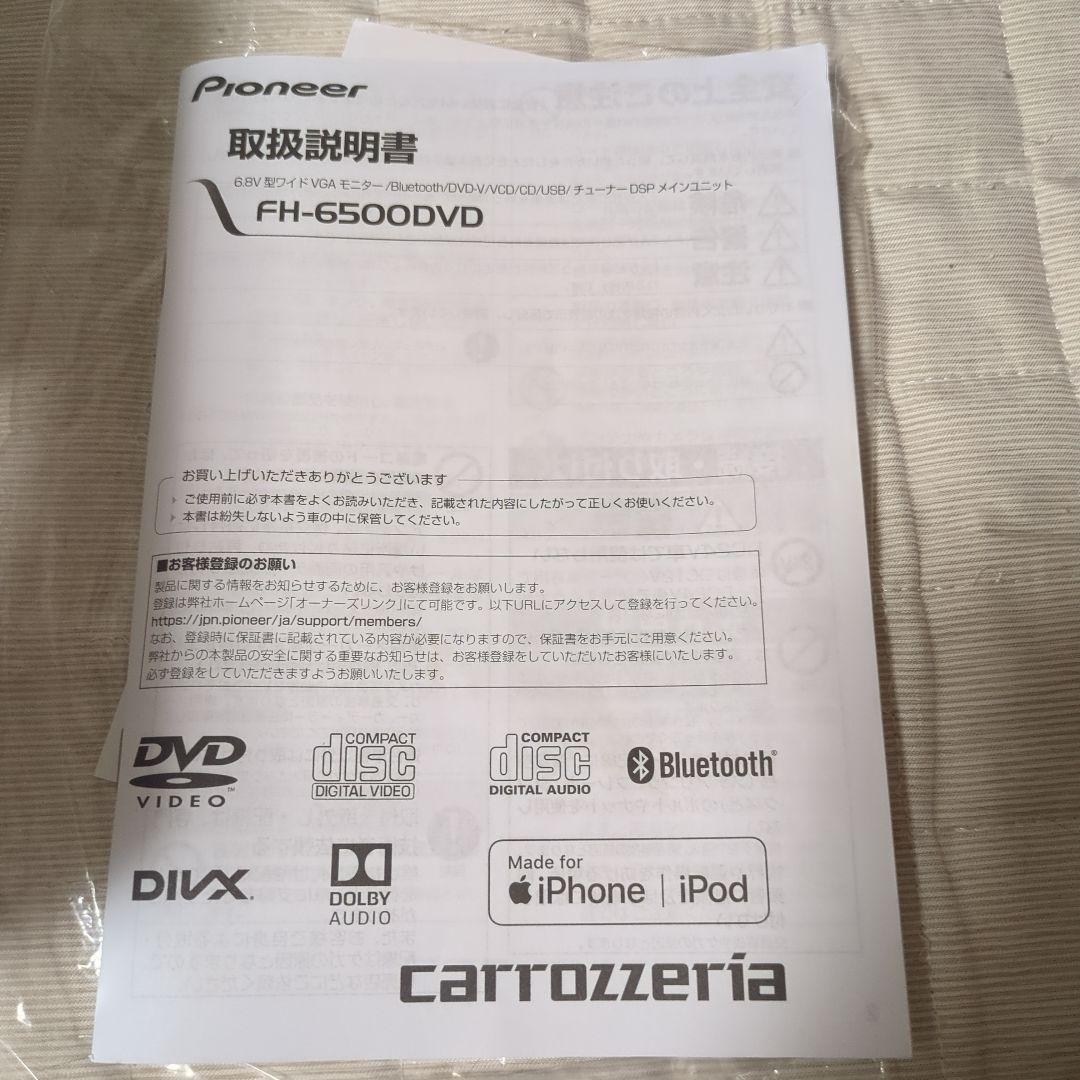 Pioneer
取扱説明書
6.8V 型ワイド VGA モニター /Bluetooth/DVD-V/VCD/CD/USB/ チューナー DSP メインユニット
FH-6500DVD
お買い上げいただきありがとうございます
▶ ご使用前に必ず本書をよくお読みいただき、記載された内容にしたがって正しくお使いください。
▶ 本書は紛失しないよう車の中に保管してください。
■お客様登録のお願い
製品に関する情報をお知らせするために、お客様登録をお願いします。
登録は弊社ホームページ「オーナーズリンク」にて可能です。以下URLにアクセスして登録を行ってください。
https://jpn.pioneer/ja/support/members/
なお、登録時に保証書に記載されている内容が必要になりますので、保証書をお手元にご用意ください。
弊社からの本製品の安全に関する重要なお知らせは、お客様登録をしていただいたお客様にいたします。
必ず登録をしていただきますようお願いいたします。
DVD VIDEO™
COMPACT disc DIGITAL VIDEO
COMPACT disc DIGITAL AUDIO
Bluetooth®
DIVX.
DOLBY AUDIO
Made for
iPhone | iPod
carrozzeria